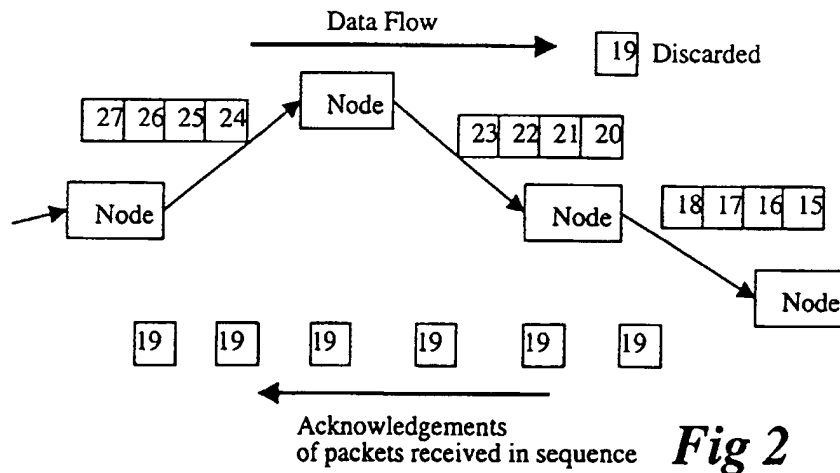 Data Flow
19 Discarded
Node
27 26 25 24
23 22 21 20
Node
Node
18 17 16 15
Node
19 19 19 19 19 19
Acknowledgements
of packets received in sequence
Fig 2